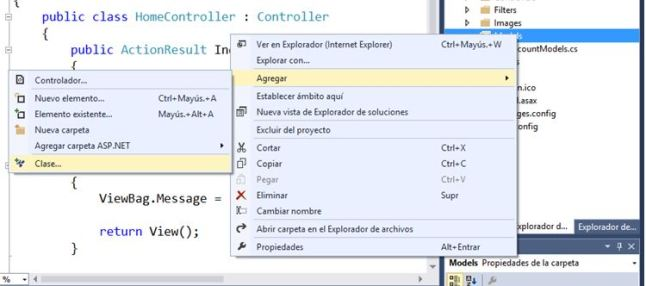 public class HomeController : Controller
{
public ActionResult
{
Filters
Images
Models
ountModels.cs
.ico
.asax
.config
Ver en Explorador (Internet Explorer) Ctrl+Mayús.+W
Explorar con...
Agregar
Establecer ámbito aquí
Nueva vista de Explorador de soluciones
Excluir del proyecto
Cortar Ctrl+X
Copiar Ctrl+C
Pegar Ctrl+V
Eliminar Supr
Cambiar nombre
Abrir carpeta en el Explorador de archivos
Propiedades Alt+Entrar
Controlador...
Nuevo elemento... Ctrl+Mayús.+A
Elemento existente... Mayús.+Alt+A
Nueva carpeta
Agregar carpeta ASP.NET
Clase...
{
ViewBag.Message =
return View();
}
xplorador d... Explorador de...
Models Propiedades de la carpeta
%